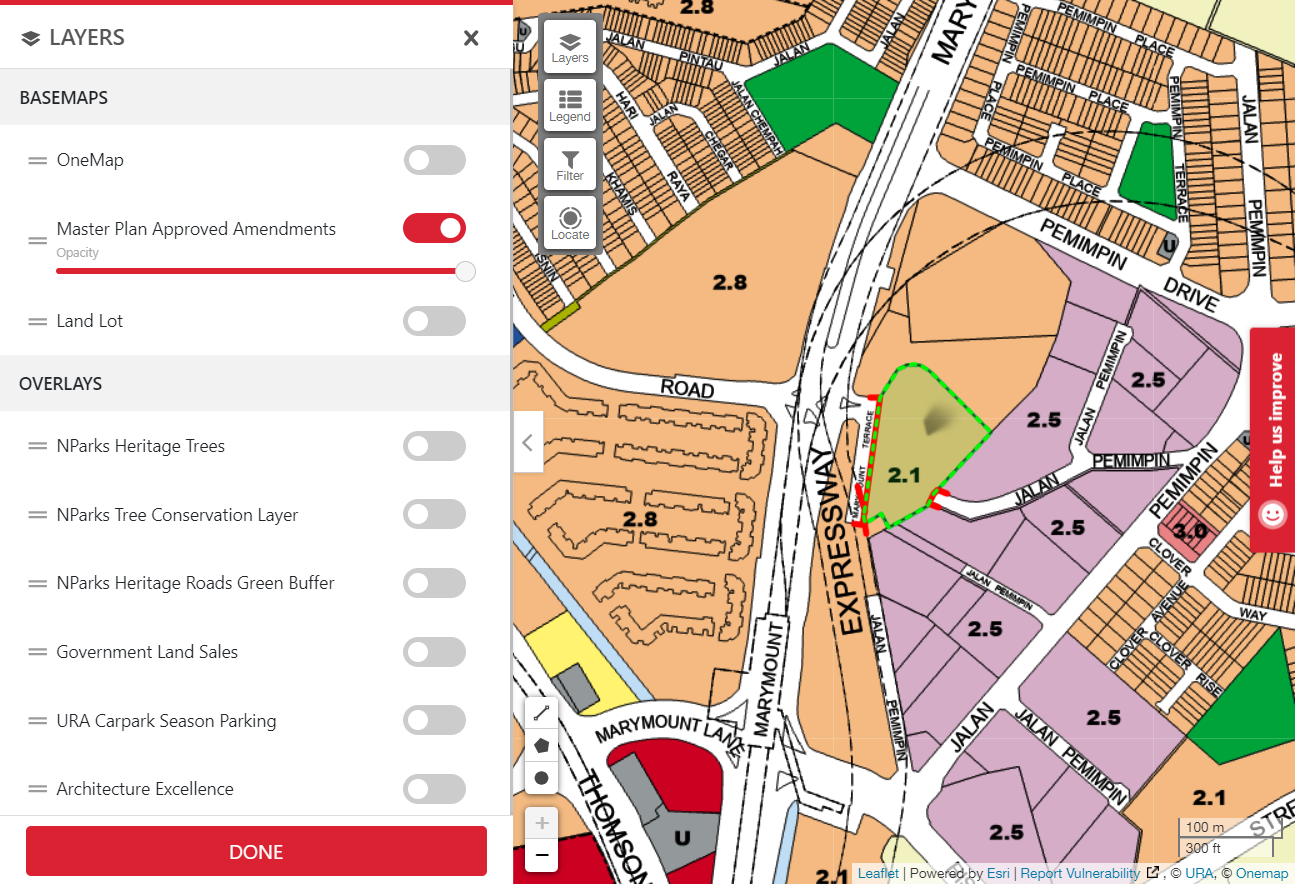 LAYERS
BASEMAPS
OneMap
Master Plan Approved Amendments
Opacity
Land Lot
OVERLAYS
NParks Heritage Trees
NParks Tree Conservation Layer
NParks Heritage Roads Green Buffer
Government Land Sales
URA Carpark Season Parking
Architecture Excellence
DONE
Layers
Legend
Filter
Locate
2.8
MARY
JALAN
JALAN
PINTAU
JALAN
JALAN CHEMPAH
HARI
JALAN
CHEGAR
RAYA
KHAMIS
SNIN
U
PEMIMPIN
PLACE
PEMIMPIN
PLACE
PEMIMPIN
PLACE
PEMIMPIN
PLACE
PEMIMPIN
TERRACE
JALAN
PEMIMPIN
U
PEMIMPIN
DRIVE
2.8
ROAD
2.8
TERRACE
2.1
EXPRESSWAY
2.5
2.5
PEMIMPIN
JALAN
PEMIMPIN
JALAN
PEMIMPIN
2.5
3.0
CLOVER
WAY
AVENUE
CLOVER
CLOVER
RISE
JALAN PEMIMPIN
2.5
JALAN
PEMIMPIN
JALAN
JALAN
PEMIMPIN
2.5
2.5
2.1
2.1
MARYMOUNT
MARYMOUNT LANE
THOMSON
U
STRE
Help us improve
+
−
100 m
300 ft
Leaflet | Powered by Esri | Report Vulnerability , © URA, © Onemap